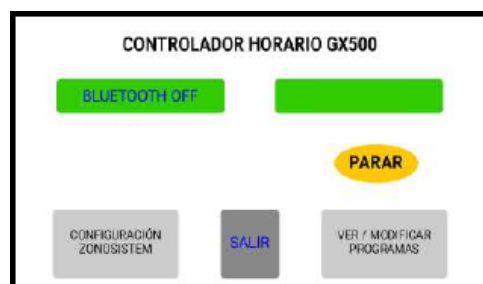 CONTROLADOR HORARIO GX500
BLUETOOTH OFF
PARAR
CONFIGURACIÓN
ZONOSISTEM
SALIR
VER / MODIFICAR
PROGRAMAS